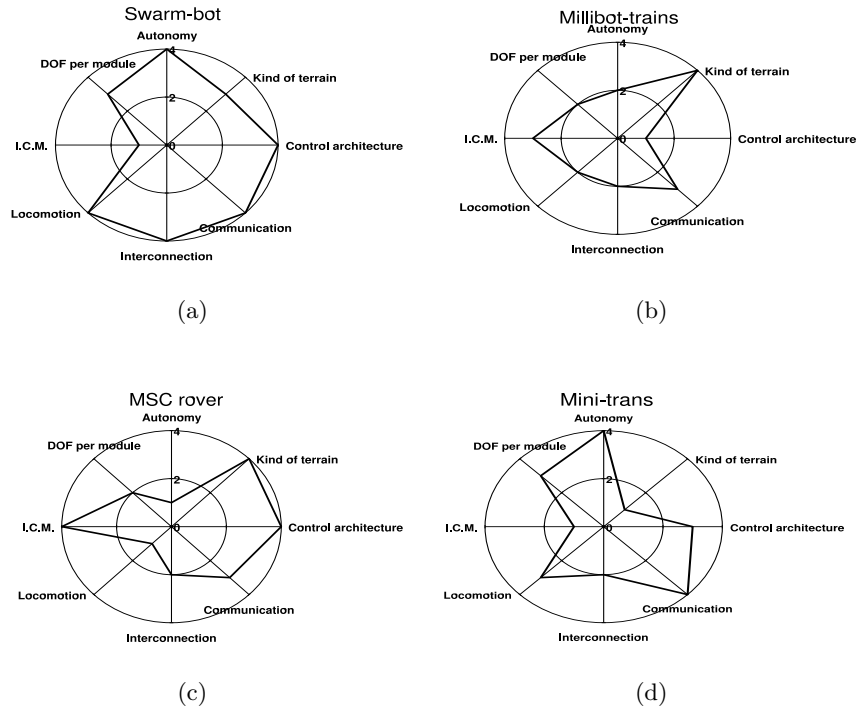 Swarm-bot
Autonomy
4
DOF per module
Kind of terrain
2
I.C.M.
0
Control architecture
Locomotion
Communication
Interconnection
(a)
Millibot-trains
4
DOF per module
Kind of terrain
2
I.C.M.
0
Control architecture
Locomotion
Communication
Interconnection
(b)
MSC rover
Autonomy
4
DOF per module
Kind of terrain
2
I.C.M.
0
Control architecture
Locomotion
Communication
Interconnection
(c)
Mini-trans
Autonomy
4
DOF per module
Kind of terrain
2
I.C.M.
0
Control architecture
Locomotion
Communication
Interconnection
(d)